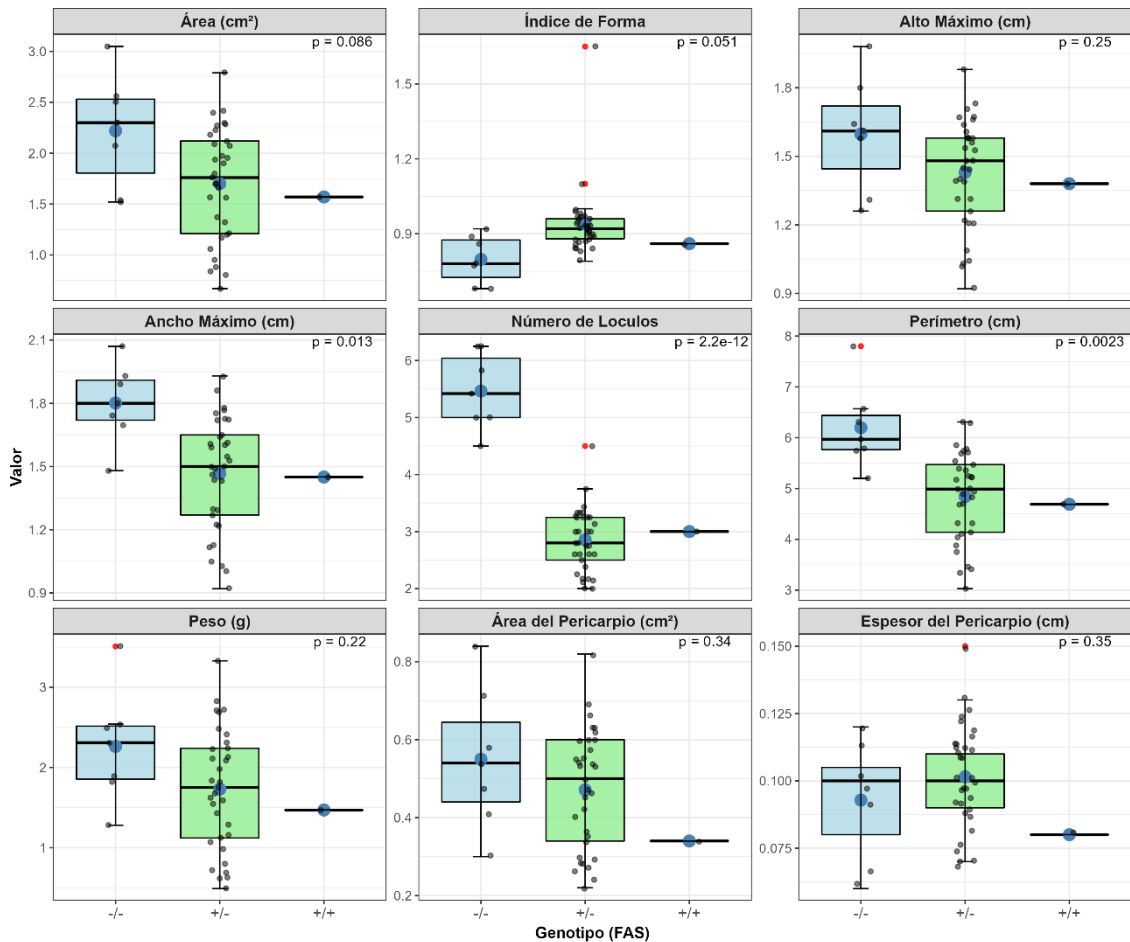 Área (cm²)
p = 0.086
3.0
2.5
2.0
1.5
1.0
Índice de Forma
p = 0.051
1.5
1.2
0.9
Alto Máximo (cm)
p = 0.25
1.8
1.5
1.2
0.9
Ancho Máximo (cm)
p = 0.013
2.1
1.8
1.5
1.2
0.9
Número de Loculos
p = 2.2e-12
6
5
4
3
2
Perímetro (cm)
p = 0.0023
8
7
6
5
4
3
Peso (g)
p = 0.22
3
2
1
-/-
+/-
+/+
Área del Pericarpio (cm²)
p = 0.34
0.8
0.6
0.4
0.2
-/-
+/-
+/+
Espesor del Pericarpio (cm)
p = 0.35
0.150
0.125
0.100
0.075
-/-
+/-
+/+
Valor
Genotipo (FAS)